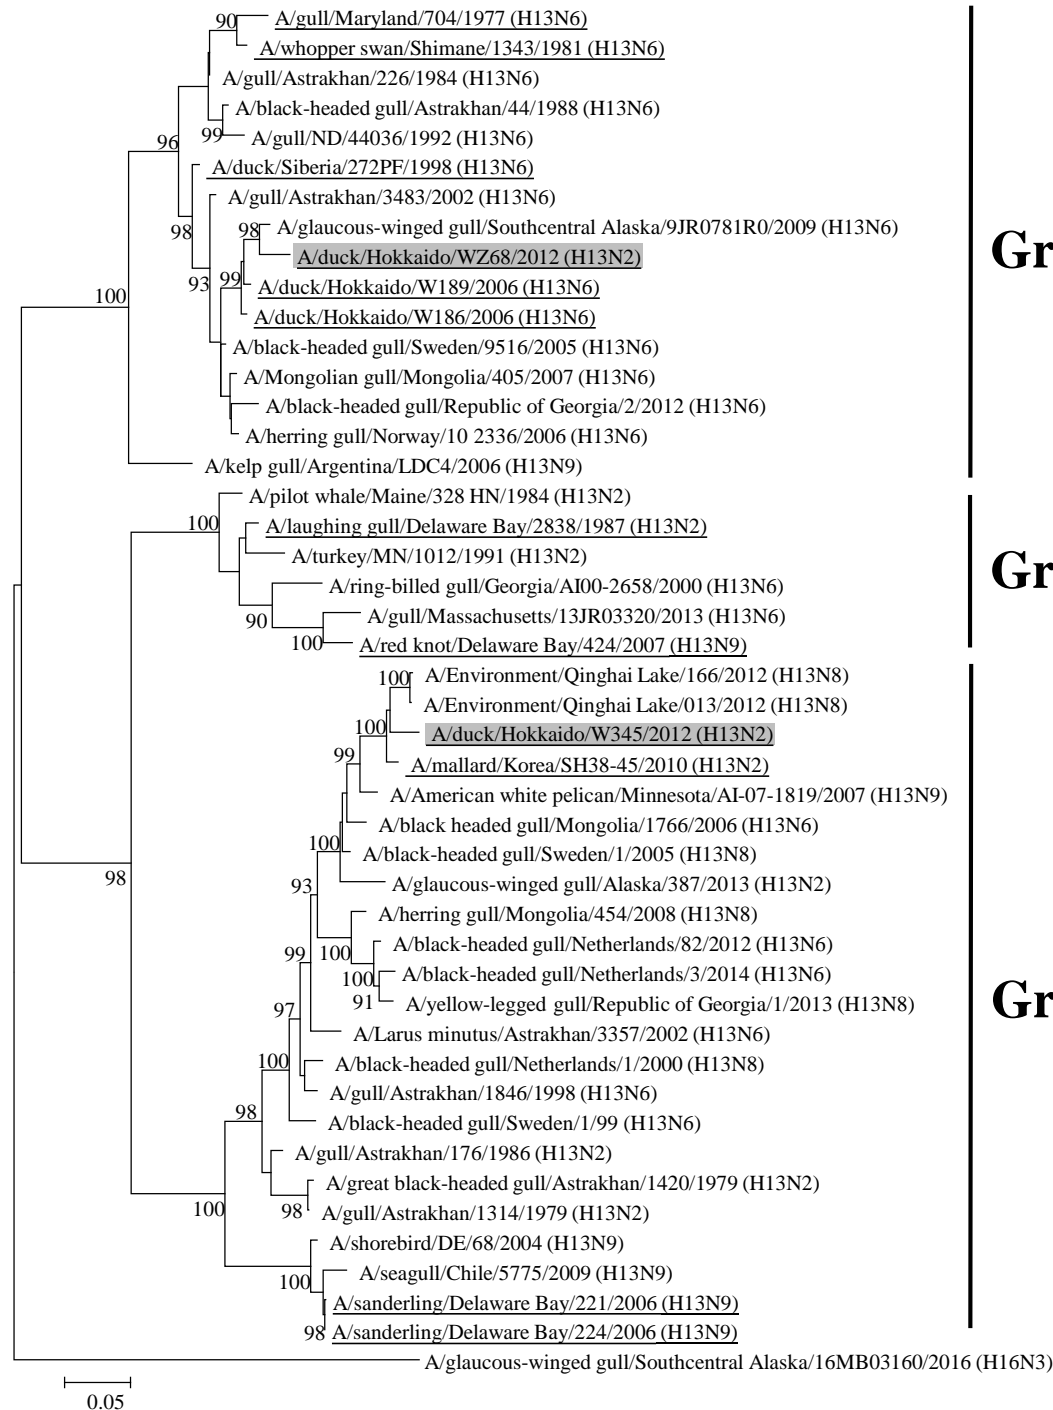 90
A/gull/Maryland/704/1977 (H13N6)
A/whopper swan/Shimane/1343/1981 (H13N6)
A/gull/Astrakhan/226/1984 (H13N6)
A/black-headed gull/Astrakhan/44/1988 (H13N6)
99
A/gull/ND/44036/1992 (H13N6)
96
A/duck/Siberia/272PF/1998 (H13N6)
A/gull/Astrakhan/3483/2002 (H13N6)
98
98
A/glaucous-winged gull/Southcentral Alaska/9JR0781R0/2009 (H13N6)
Gr
A/duck/Hokkaido/WZ68/2012 (H13N2)
93
99
A/duck/Hokkaido/W189/2006 (H13N6)
100
A/duck/Hokkaido/W186/2006 (H13N6)
A/black-headed gull/Sweden/9516/2005 (H13N6)
A/Mongolian gull/Mongolia/405/2007 (H13N6)
A/black-headed gull/Republic of Georgia/2/2012 (H13N6)
A/herring gull/Norway/10 2336/2006 (H13N6)
A/kelp gull/Argentina/LDC4/2006 (H13N9)
A/pilot whale/Maine/328 HN/1984 (H13N2)
100
A/laughing gull/Delaware Bay/2838/1987 (H13N2)
A/turkey/MN/1012/1991 (H13N2)
Gr
A/ring-billed gull/Georgia/AI00-2658/2000 (H13N6)
90
A/gull/Massachusetts/13JR03320/2013 (H13N6)
100
A/red knot/Delaware Bay/424/2007 (H13N9)
100
A/Environment/Qinghai Lake/166/2012 (H13N8)
A/Environment/Qinghai Lake/013/2012 (H13N8)
100
A/duck/Hokkaido/W345/2012 (H13N2)
99
A/mallard/Korea/SH38-45/2010 (H13N2)
A/American white pelican/Minnesota/AI-07-1819/2007 (H13N9)
A/black headed gull/Mongolia/1766/2006 (H13N6)
100
A/black-headed gull/Sweden/1/2005 (H13N8)
98
93
A/glaucous-winged gull/Alaska/387/2013 (H13N2)
A/herring gull/Mongolia/454/2008 (H13N8)
99
100
A/black-headed gull/Netherlands/82/2012 (H13N6)
100
A/black-headed gull/Netherlands/3/2014 (H13N6)
Gr
97
91
A/yellow-legged gull/Republic of Georgia/1/2013 (H13N8)
A/Larus minutus/Astrakhan/3357/2002 (H13N6)
100
A/black-headed gull/Netherlands/1/2000 (H13N8)
A/gull/Astrakhan/1846/1998 (H13N6)
98
A/black-headed gull/Sweden/1/99 (H13N6)
A/gull/Astrakhan/176/1986 (H13N2)
A/great black-headed gull/Astrakhan/1420/1979 (H13N2)
100
98
A/gull/Astrakhan/1314/1979 (H13N2)
A/shorebird/DE/68/2004 (H13N9)
100
A/seagull/Chile/5775/2009 (H13N9)
A/sanderling/Delaware Bay/221/2006 (H13N9)
98
A/sanderling/Delaware Bay/224/2006 (H13N9)
A/glaucous-winged gull/Southcentral Alaska/16MB03160/2016 (H16N3)
0.05